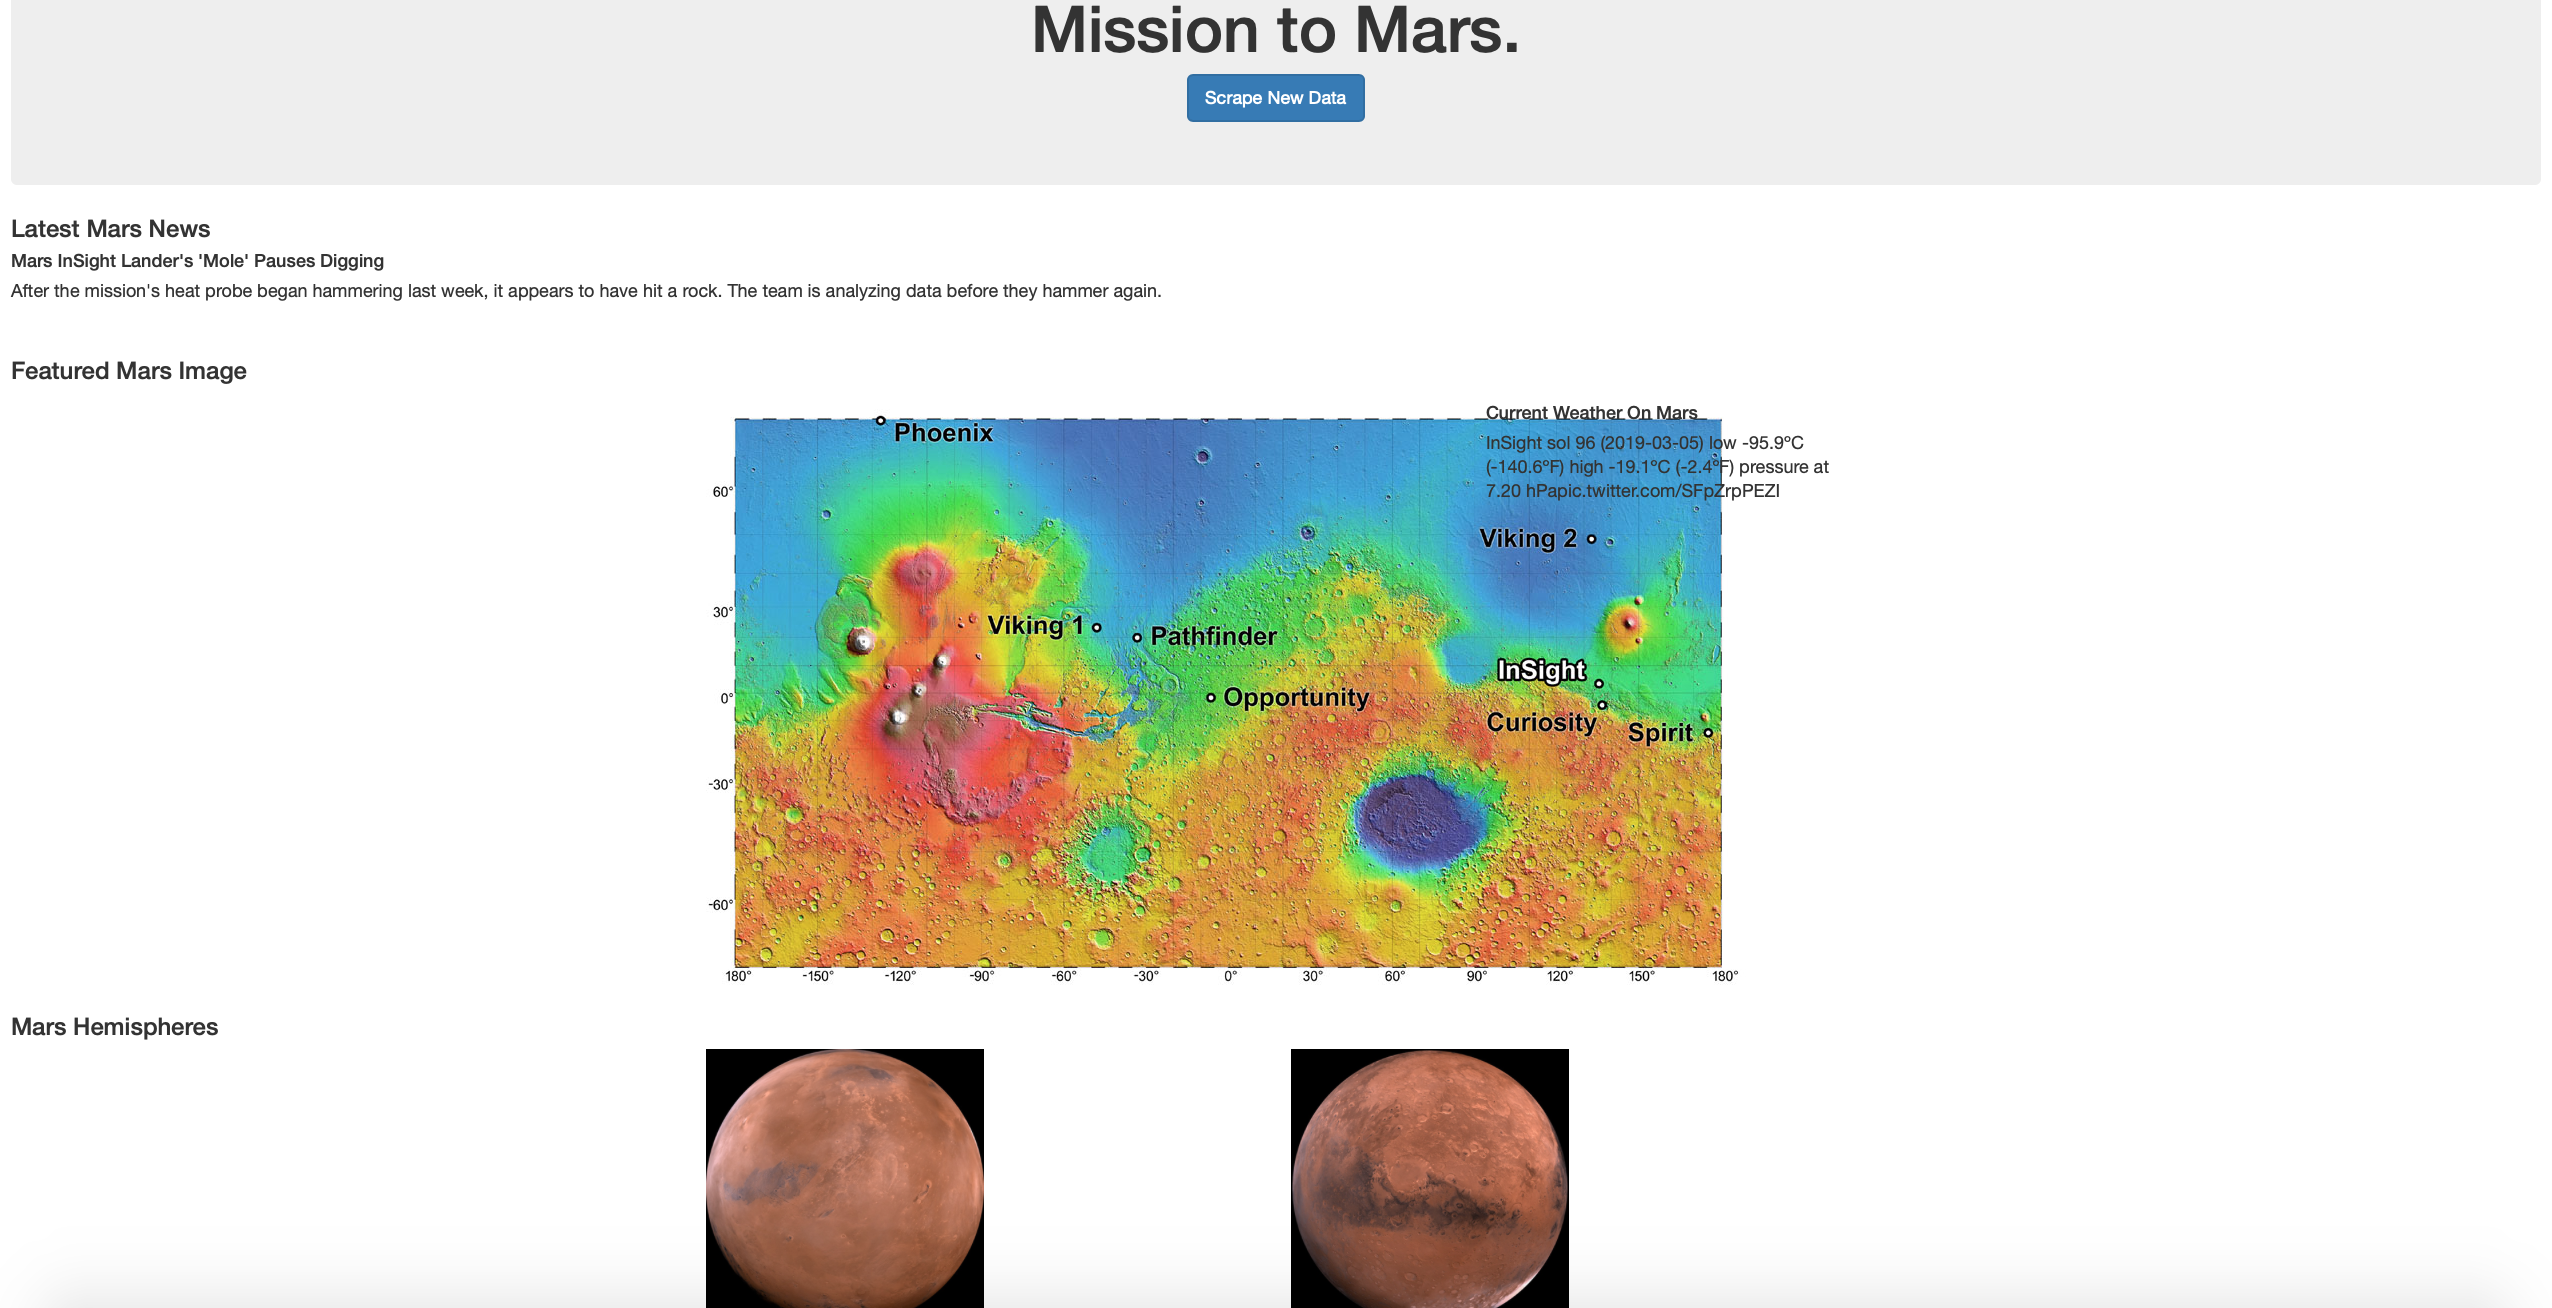 Mission to Mars.
Scrape New Data
Latest Mars News
Mars InSight Lander's 'Mole' Pauses Digging
After the mission's heat probe began hammering last week, it appears to have hit a rock. The team is analyzing data before they hammer again.
Featured Mars Image
Current Weather On Mars
InSight sol 96 (2019-03-05) low -95.9ºC
(-140.6ºF) high -19.1ºC (-2.4ºF) pressure at
7.20 hPapic.twitter.com/SFpZrpPEZI
Phoenix
60°
Viking 2
30°
Viking 1
Pathfinder
InSight
0°
Opportunity
Curiosity
Spirit
-30°
-60°
180° -150° -120° -90° -60° -30° 0° 30° 60° 90° 120° 150° 180°
Mars Hemispheres